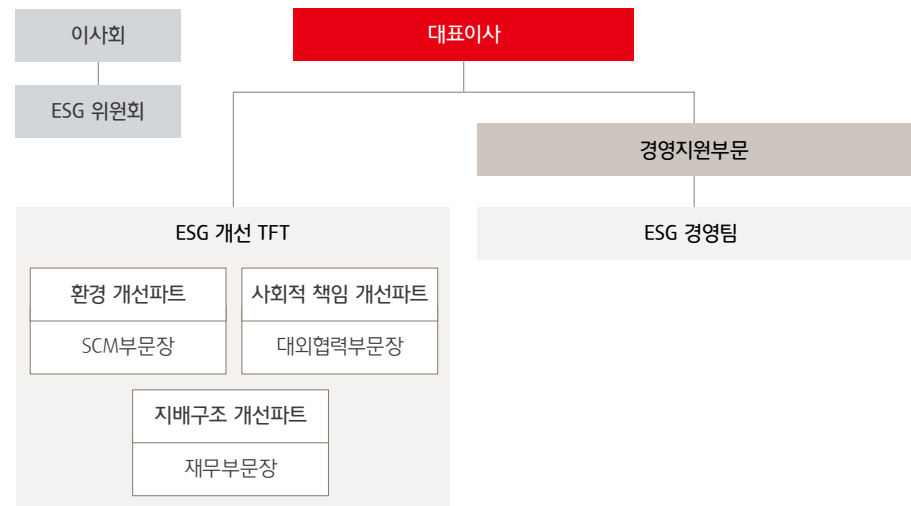 이사회
대표이사
ESG 위원회
경영지원부문
ESG 개선 TFT
ESG 경영팀
환경 개선파트
사회적 책임 개선파트
SCM부문장
대외협력부문장
지배구조 개선파트
재무부문장